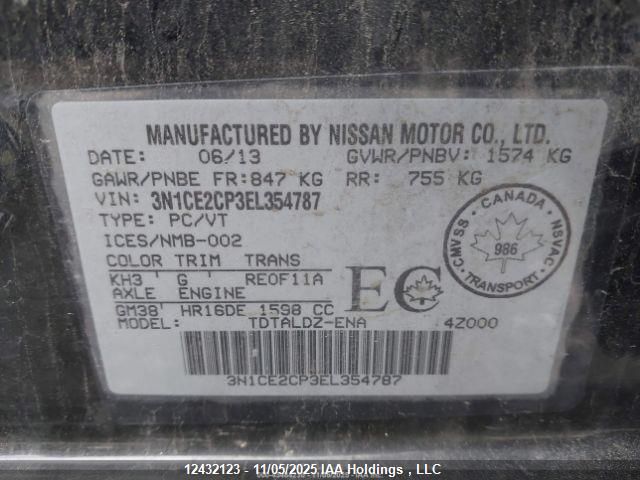 MANUFACTURED BY NISSAN MOTOR CO., LTD.
DATE: 06/13 GVWR/PNBV: 1574 KG
GAWR/PNBE FR:847 KG RR: 755 KG
VIN: 3N1CE2CP3EL354787
TYPE: PC/VT
ICES/NMB-002
COLOR TRIM TRANS
KH3 ' G ' RE0F11A
AXLE ENGINE
GM38' HR16DE 1598 CC
MODEL: TDTALDZ-ENA 4Z000
EC
CMVSS - CANADA - NSVAC
986
TRANSPORT
3N1CE2CP3EL354787
12432123 - 11/05/2025 - IAA Holdings , LLC